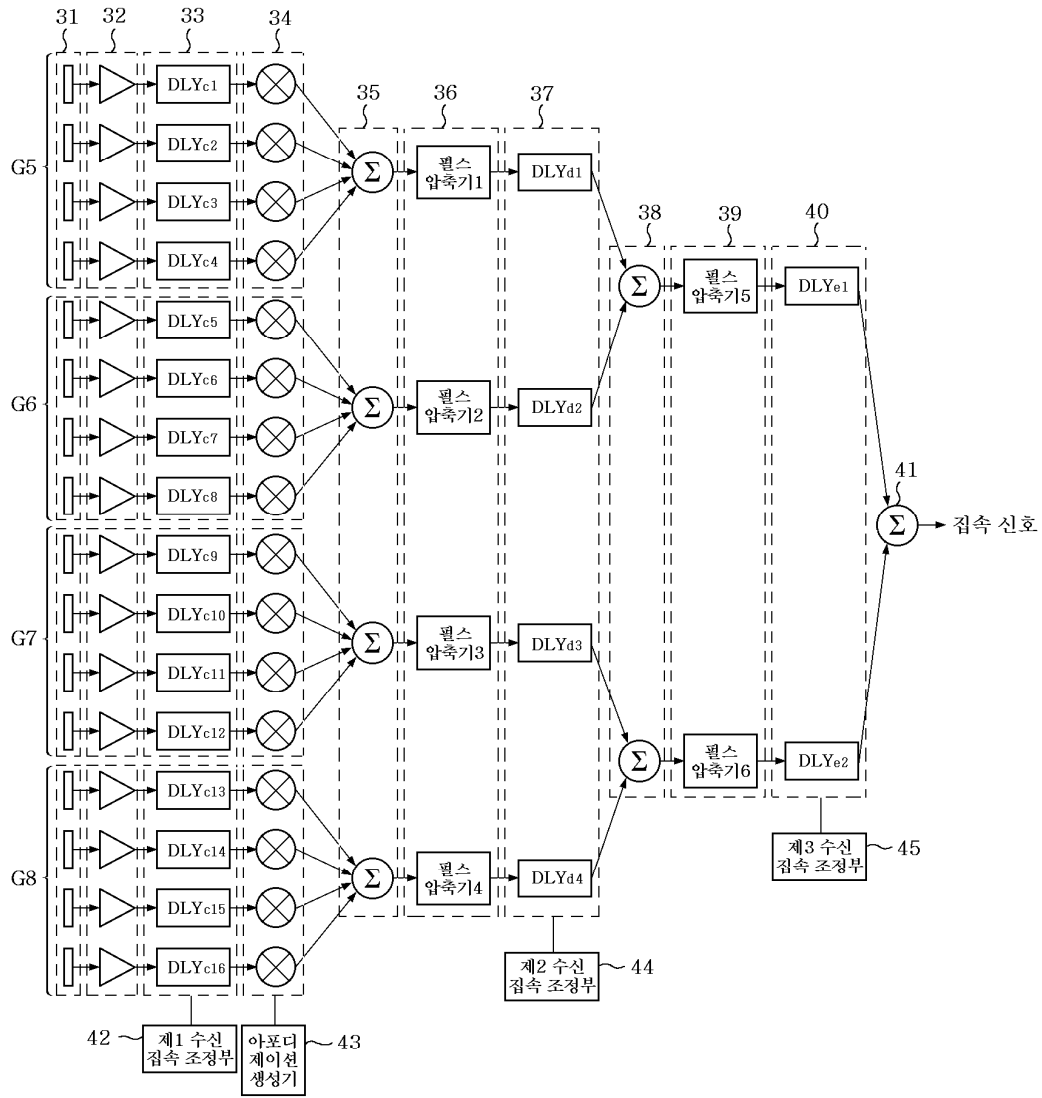 31 32 33 34
35 36 37
38 39 40
41
G5
DLYc1
DLYc2
DLYc3
DLYc4
G6
DLYc5
DLYc6
DLYc7
DLYc8
G7
DLYc9
DLYc10
DLYc11
DLYc12
G8
DLYc13
DLYc14
DLYc15
DLYc16
Σ
펄스
압축기1
DLYd1
Σ
펄스
압축기2
DLYd2
Σ
펄스
압축기3
DLYd3
Σ
펄스
압축기4
DLYd4
Σ
펄스
압축기5
DLYe1
Σ
펄스
압축기6
DLYe2
Σ
집속 신호
제3 수신
집속 조정부
45
제2 수신
집속 조정부
44
42
제1 수신
집속 조정부
아포디
제이션
생성기
43